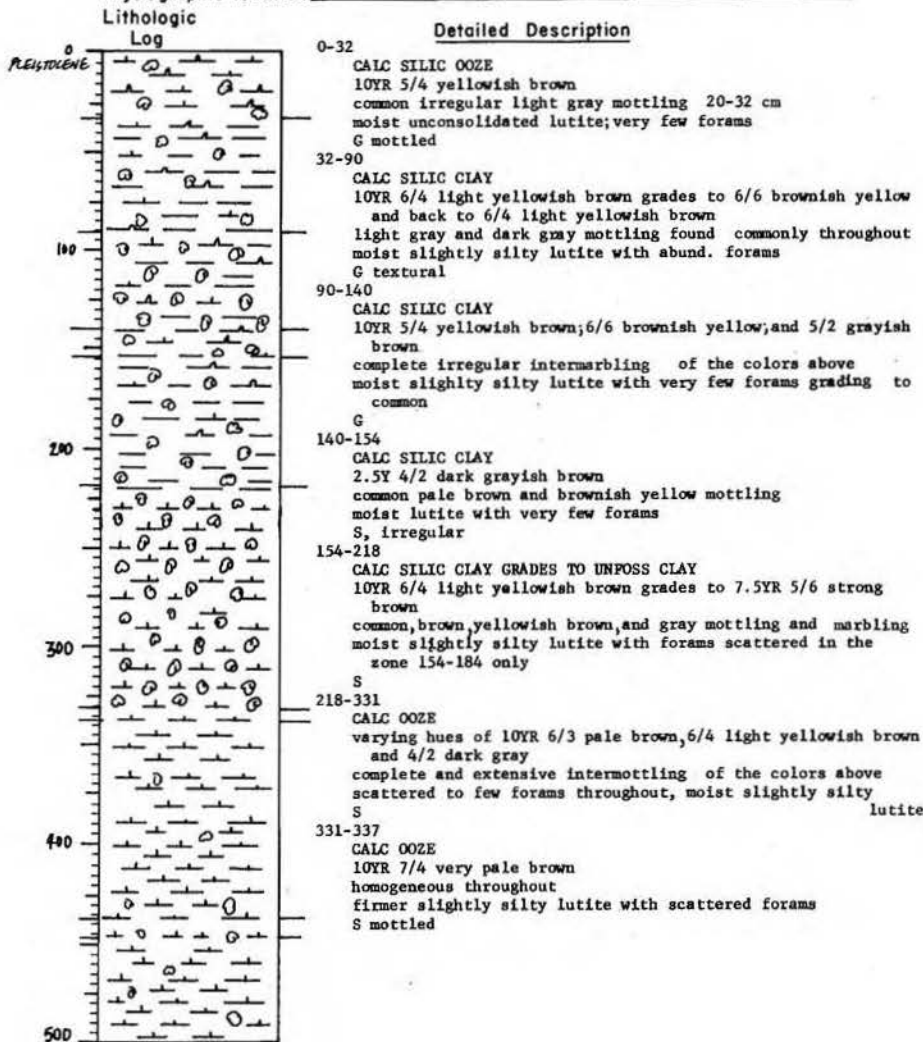 Lithologic
Log
Detailed Description
0
PLEISTOCENE
100
200
300
400
500
0-32
CALC SILIC OOZE
10YR 5/4 yellowish brown
common irregular light gray mottling 20-32 cm
moist unconsolidated lutite;very few forams
G mottled
32-90
CALC SILIC CLAY
10YR 6/4 light yellowish brown grades to 6/6 brownish yellow
and back to 6/4 light yellowish brown
light gray and dark gray mottling found commonly throughout
moist slightly silty lutite with abund. forams
G textural
90-140
CALC SILIC CLAY
10YR 5/4 yellowish brown;6/6 brownish yellow;and 5/2 grayish
brown
complete irregular intermarbling of the colors above
moist slighlty silty lutite with very few forams grading to
common
G
140-154
CALC SILIC CLAY
2.5Y 4/2 dark grayish brown
common pale brown and brownish yellow mottling
moist lutite with very few forams
S, irregular
154-218
CALC SILIC CLAY GRADES TO UNFOSS CLAY
10YR 6/4 light yellowish brown grades to 7.5YR 5/6 strong
brown
common,brown,yellowish brown,and gray mottling and marbling
moist slightly silty lutite with forams scattered in the
zone 154-184 only
S
218-331
CALC OOZE
varying hues of 10YR 6/3 pale brown,6/4 light yellowish brown
and 4/2 dark gray
complete and extensive intermottling of the colors above
scattered to few forams throughout, moist slightly silty
S lutite
331-337
CALC OOZE
10YR 7/4 very pale brown
homogeneous throughout
firmer slightly silty lutite with scattered forams
S mottled